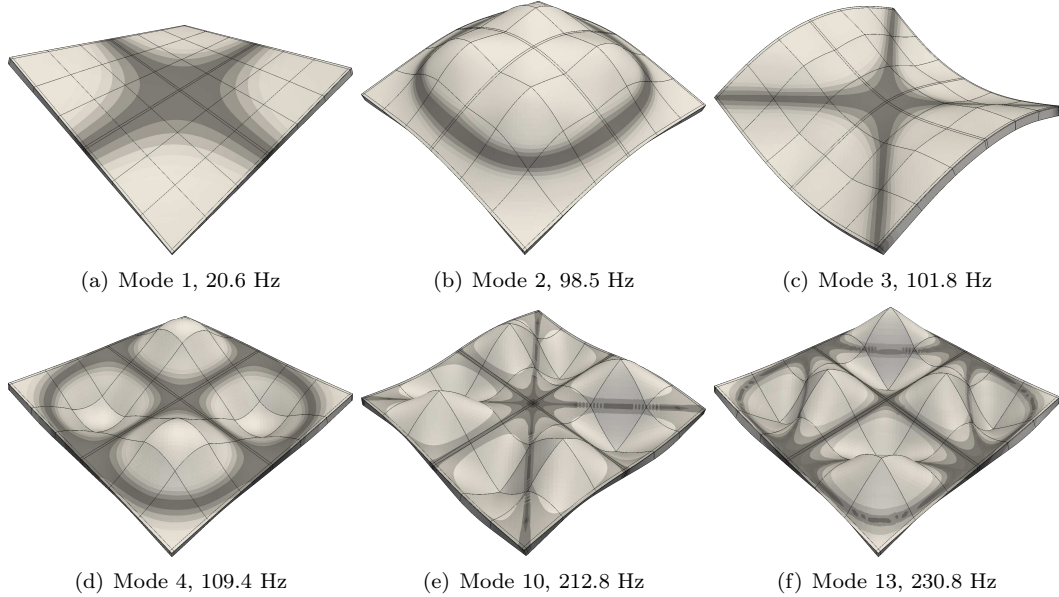 (a) Mode 1, 20.6 Hz
(b) Mode 2, 98.5 Hz
(c) Mode 3, 101.8 Hz
(d) Mode 4, 109.4 Hz
(e) Mode 10, 212.8 Hz
(f) Mode 13, 230.8 Hz